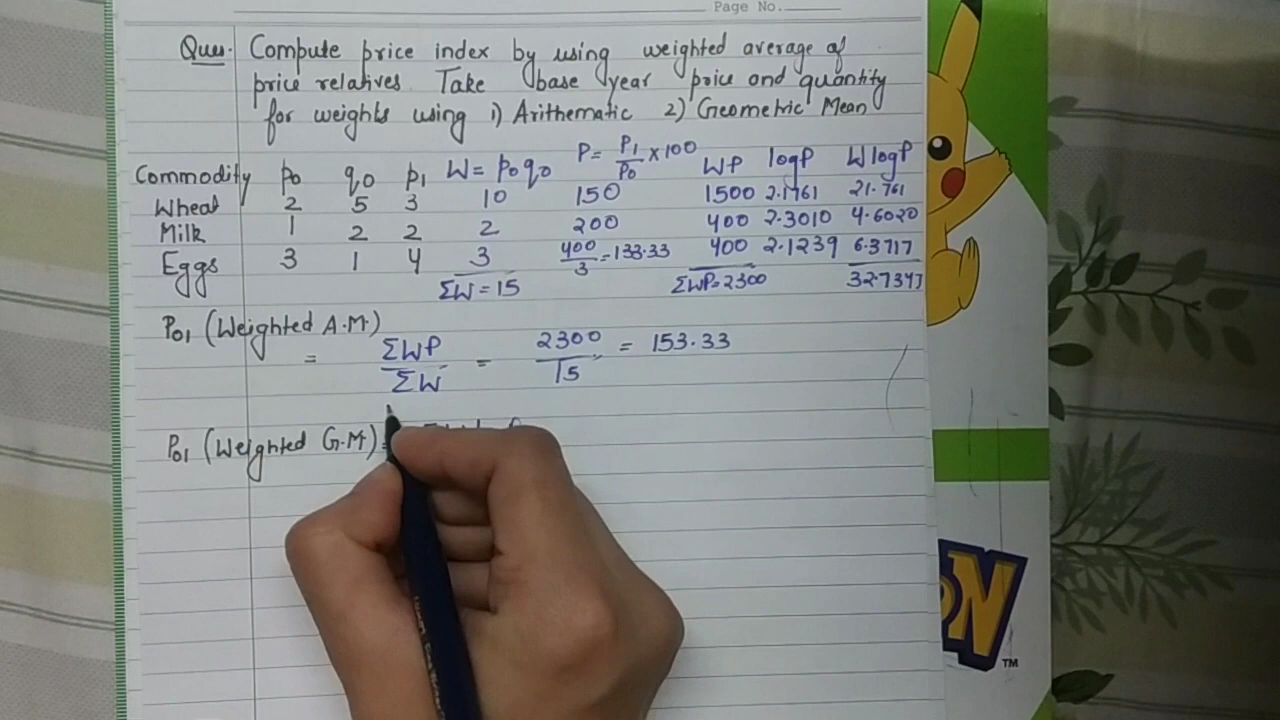 Page No.
Ques. Compute price index by using weighted average of
price relatives. Take base year price and quantity
for weights using 1) Arithematic 2) Geometric Mean
Commodity p0 q0 p1 W = p0 q0 P = P1/P0 × 100 WP logP W logP
Wheat 2 5 3 10 150 1500 2.1761 21.761
Milk 1 2 2 2 200 400 2.3010 4.6020
Eggs 3 1 4 3 400/3 = 133.33 400 2.1239 6.3717
ΣW = 15 ΣWP = 2300 32.7347
P01 (Weighted A.M)
= ΣWP/ΣW = 2300/15 = 153.33
P01 (Weighted G.M)
TM